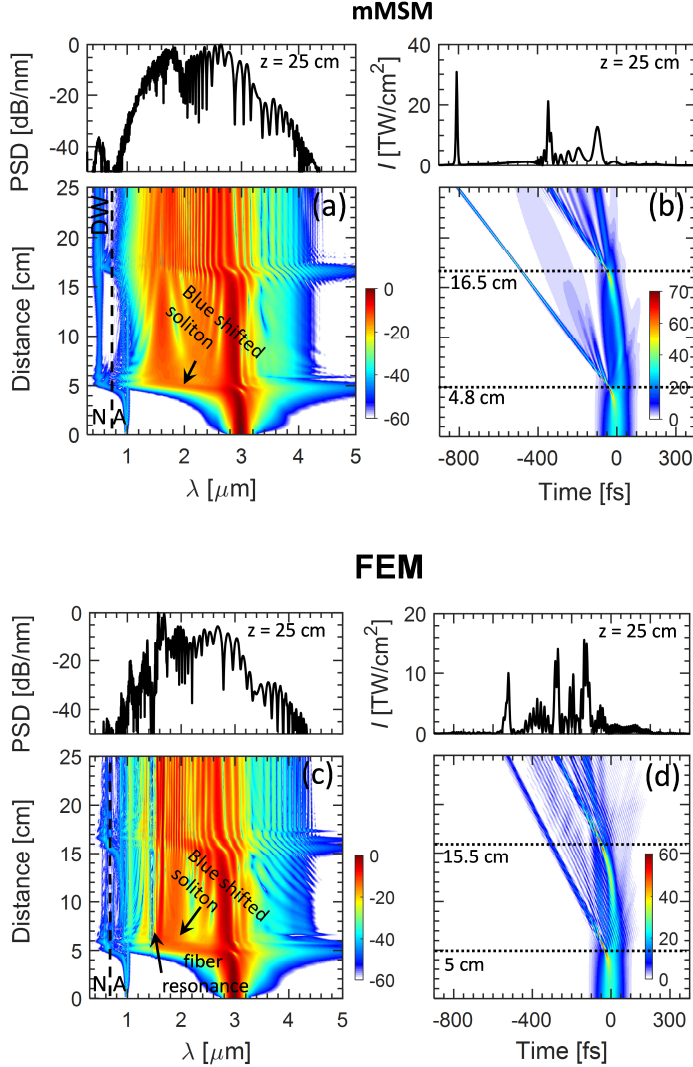 mMSM
PSD [dB/nm]
0
-20
-40
z = 25 cm
I [TW/cm²]
40
20
0
z = 25 cm
Distance [cm]
25
20
15
10
5
0
DW
(a)
Blue shifted
soliton
N A
0
-20
-40
-60
1 2 3 4 5
λ [μm]
(b)
16.5 cm
4.8 cm
70
60
40
20
0
-800 -400 0 300
Time [fs]
FEM
PSD [dB/nm]
0
-20
-40
z = 25 cm
I [TW/cm²]
20
10
0
z = 25 cm
Distance [cm]
25
20
15
10
5
0
(c)
Blue shifted
soliton
fiber
resonance
N A
0
-20
-40
-60
1 2 3 4 5
λ [μm]
(d)
15.5 cm
5 cm
60
40
20
0
-800 -400 0 300
Time [fs]